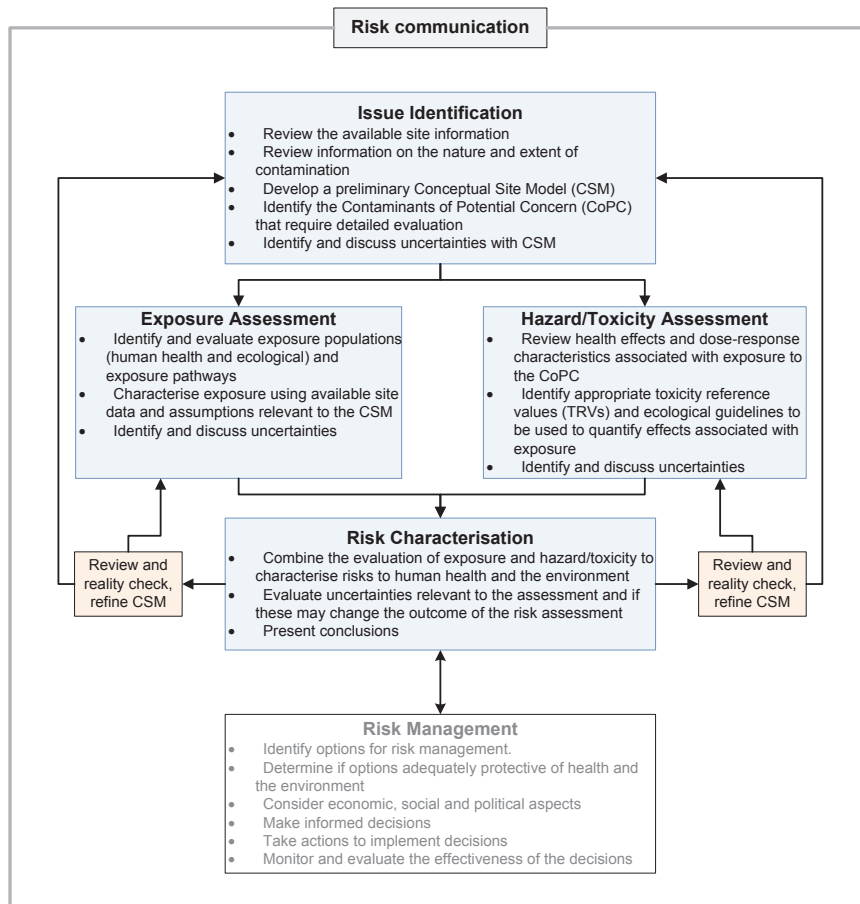 Risk communication
Issue Identification
• Review the available site information
• Review information on the nature and extent of
contamination
• Develop a preliminary Conceptual Site Model (CSM)
• Identify the Contaminants of Potential Concern (CoPC)
that require detailed evaluation
• Identify and discuss uncertainties with CSM
Exposure Assessment
• Identify and evaluate exposure populations
(human health and ecological) and
exposure pathways
• Characterise exposure using available site
data and assumptions relevant to the CSM
• Identify and discuss uncertainties
Hazard/Toxicity Assessment
• Review health effects and dose-response
characteristics associated with exposure to
the CoPC
• Identify appropriate toxicity reference
values (TRVs) and ecological guidelines to
be used to quantify effects associated with
exposure
• Identify and discuss uncertainties
Review and
reality check,
refine CSM
Risk Characterisation
• Combine the evaluation of exposure and hazard/toxicity to
characterise risks to human health and the environment
• Evaluate uncertainties relevant to the assessment and if
these may change the outcome of the risk assessment
• Present conclusions
Review and
reality check,
refine CSM
Risk Management
• Identify options for risk management.
• Determine if options adequately protective of health and
the environment
• Consider economic, social and political aspects
• Make informed decisions
• Take actions to implement decisions
• Monitor and evaluate the effectiveness of the decisions